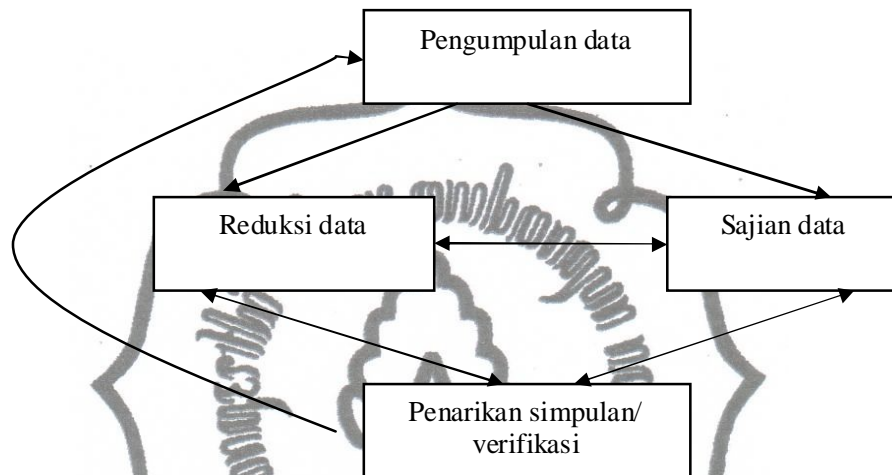 Pengumpulan data
Reduksi data
Sajian data
Penarikan simpulan/
verifikasi